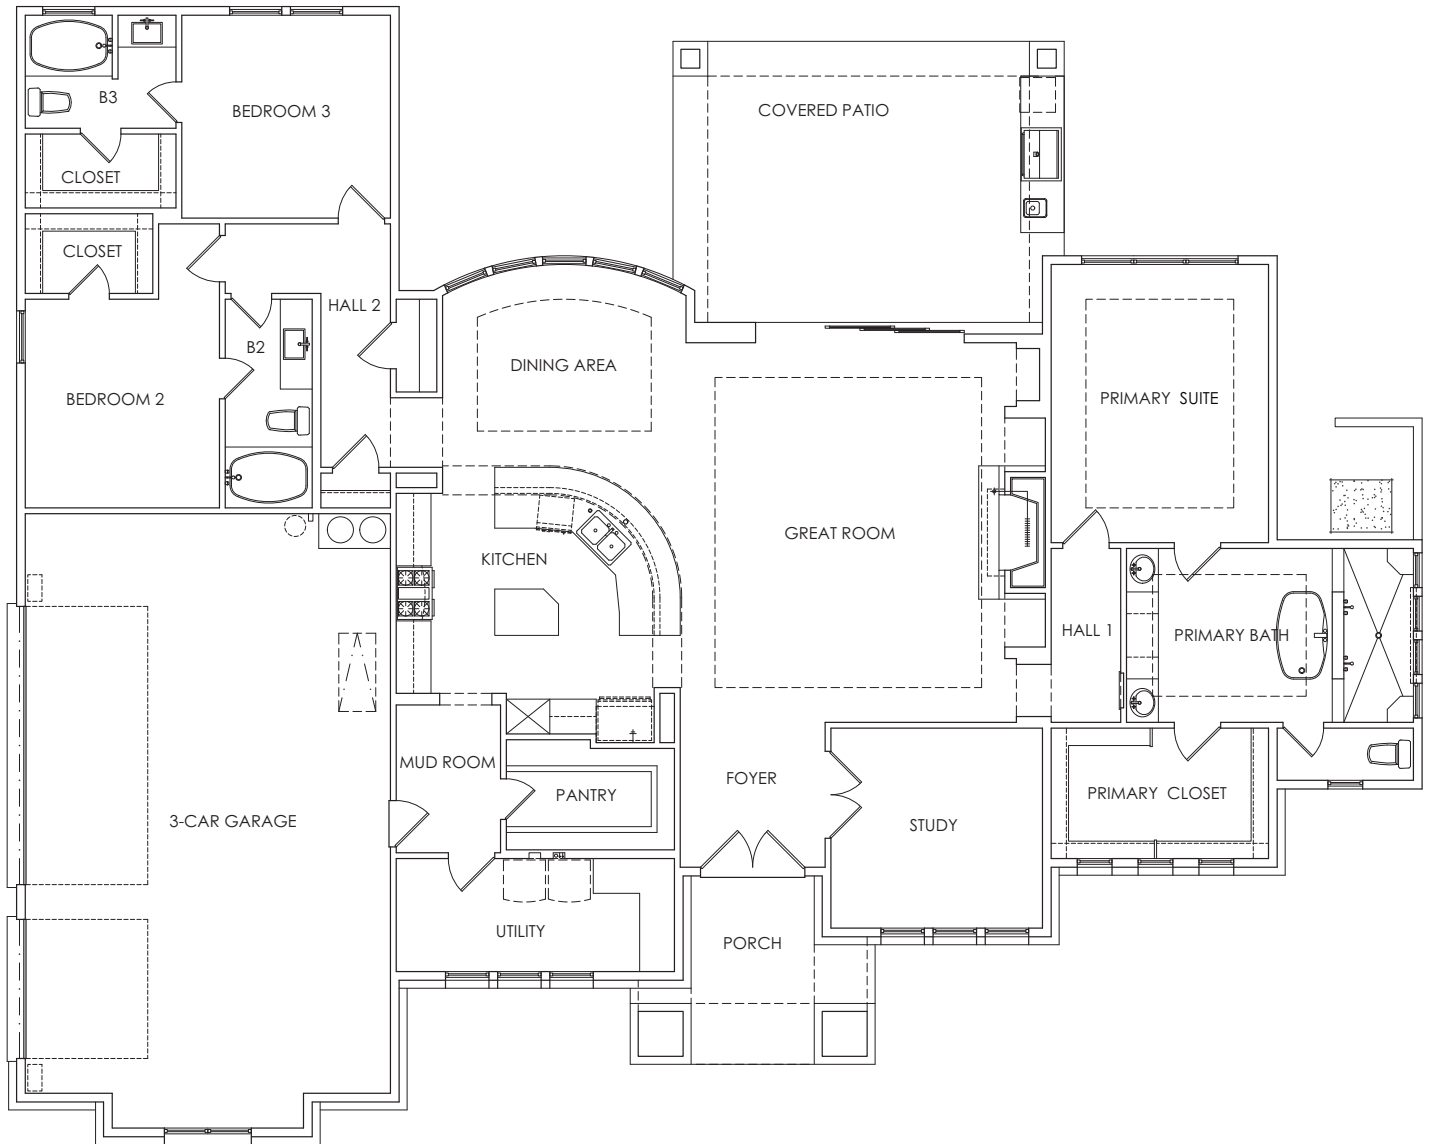 B3
BEDROOM 3
COVERED PATIO
CLOSET
CLOSET
HALL 2
B2
DINING AREA
BEDROOM 2
PRIMARY SUITE
GREAT ROOM
KITCHEN
HALL 1
PRIMARY BATH
MUD ROOM
FOYER
PANTRY
PRIMARY CLOSET
3-CAR GARAGE
STUDY
UTILITY
PORCH